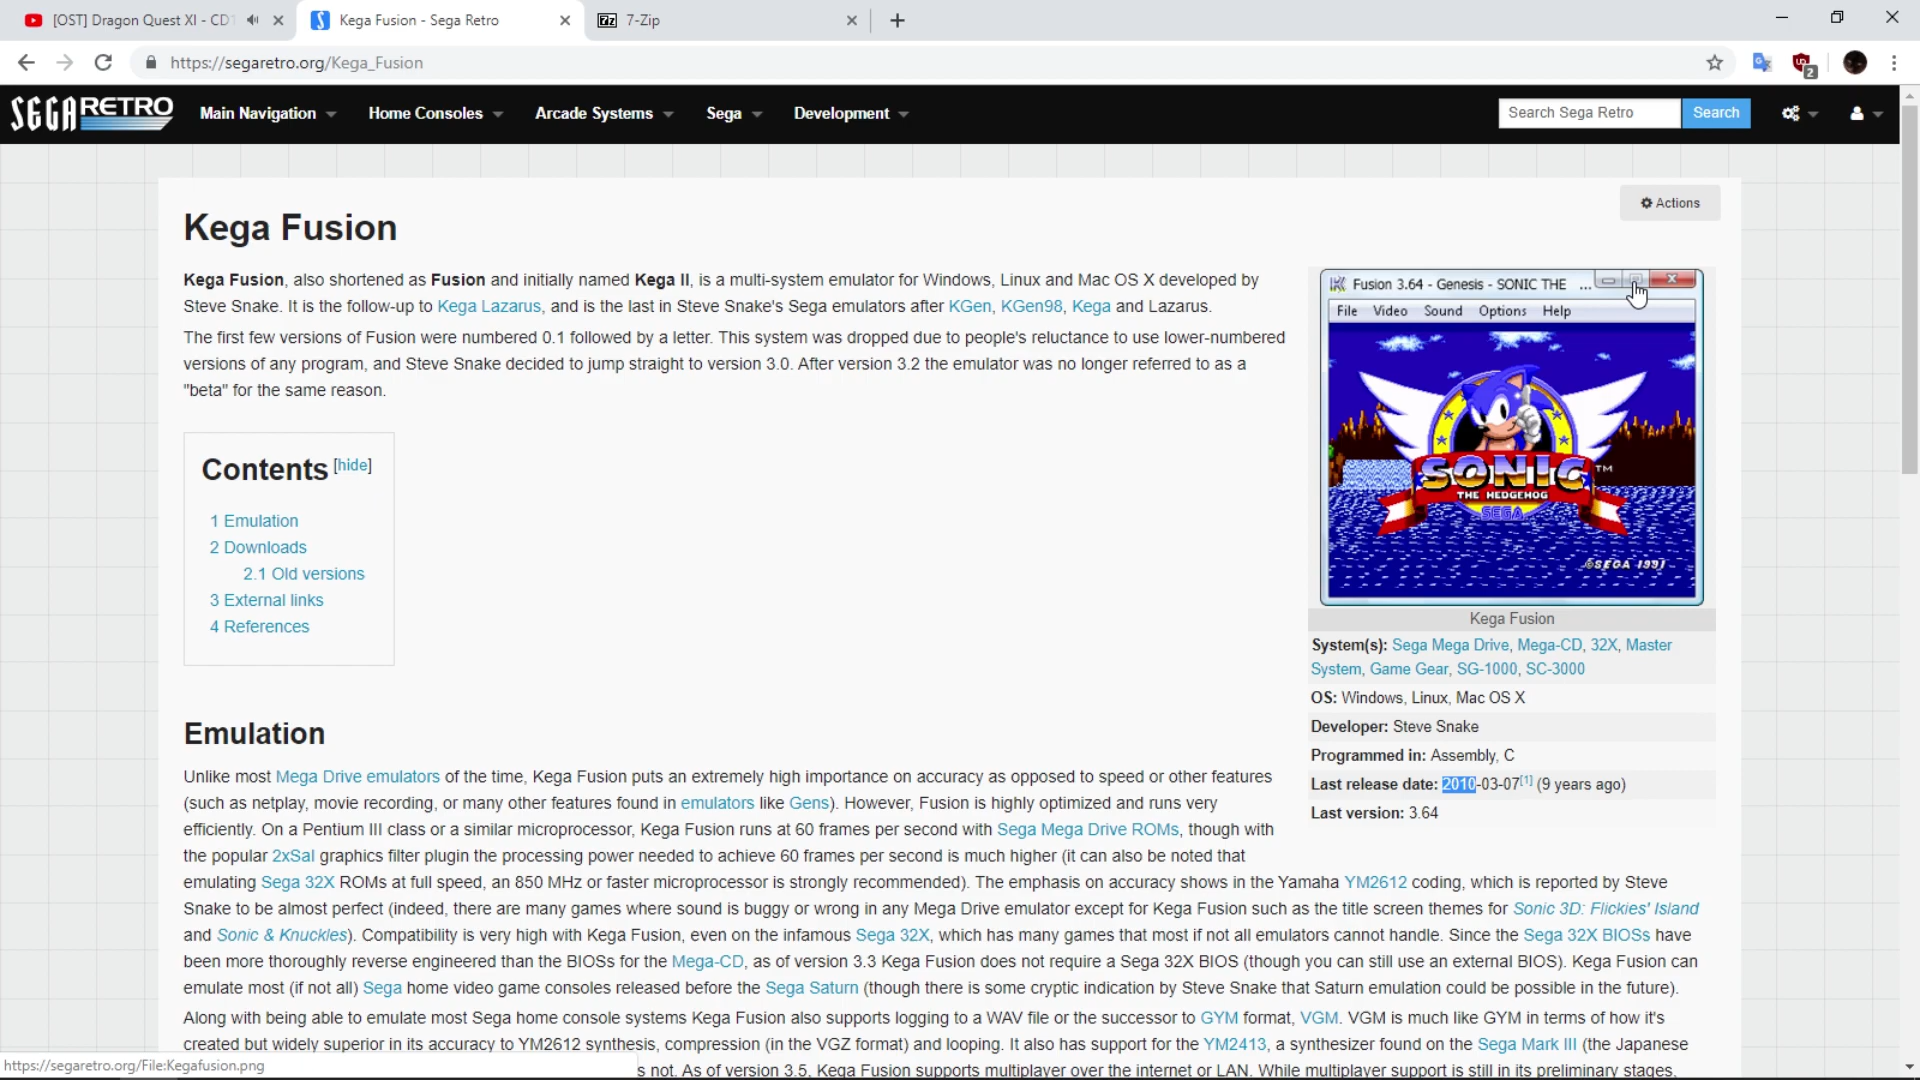 [OST] Dragon Quest XI - CD1
Kega Fusion - Sega Retro
7-Zip
https://segaretro.org/Kega_Fusion
2
SEGA RETRO
Main Navigation
Home Consoles
Arcade Systems
Sega
Development
Search Sega Retro
Search
Actions
Kega Fusion
Kega Fusion, also shortened as Fusion and initially named Kega II, is a multi-system emulator for Windows, Linux and Mac OS X developed by
Steve Snake. It is the follow-up to Kega Lazarus, and is the last in Steve Snake's Sega emulators after KGen, KGen98, Kega and Lazarus.
The first few versions of Fusion were numbered 0.1 followed by a letter. This system was dropped due to people's reluctance to use lower-numbered
versions of any program, and Steve Snake decided to jump straight to version 3.0. After version 3.2 the emulator was no longer referred to as a
"beta" for the same reason.
Fusion 3.64 - Genesis - SONIC THE ...
File Video Sound Options Help
SONIC TM
THE HEDGEHOG
SEGA
©SEGA 1991
Kega Fusion
System(s): Sega Mega Drive, Mega-CD, 32X, Master
System, Game Gear, SG-1000, SC-3000
OS: Windows, Linux, Mac OS X
Developer: Steve Snake
Programmed in: Assembly, C
Last release date: 2010-03-07[1] (9 years ago)
Last version: 3.64
Contents [hide]
1 Emulation
2 Downloads
2.1 Old versions
3 External links
4 References
Emulation
Unlike most Mega Drive emulators of the time, Kega Fusion puts an extremely high importance on accuracy as opposed to speed or other features
(such as netplay, movie recording, or many other features found in emulators like Gens). However, Fusion is highly optimized and runs very
efficiently. On a Pentium III class or a similar microprocessor, Kega Fusion runs at 60 frames per second with Sega Mega Drive ROMs, though with
the popular 2xSaI graphics filter plugin the processing power needed to achieve 60 frames per second is much higher (it can also be noted that
emulating Sega 32X ROMs at full speed, an 850 MHz or faster microprocessor is strongly recommended). The emphasis on accuracy shows in the Yamaha YM2612 coding, which is reported by Steve
Snake to be almost perfect (indeed, there are many games where sound is buggy or wrong in any Mega Drive emulator except for Kega Fusion such as the title screen themes for Sonic 3D: Flickies' Island
and Sonic & Knuckles). Compatibility is very high with Kega Fusion, even on the infamous Sega 32X, which has many games that most if not all emulators cannot handle. Since the Sega 32X BIOSs have
been more thoroughly reverse engineered than the BIOSs for the Mega-CD, as of version 3.3 Kega Fusion does not require a Sega 32X BIOS (though you can still use an external BIOS). Kega Fusion can
emulate most (if not all) Sega home video game consoles released before the Sega Saturn (though there is some cryptic indication by Steve Snake that Saturn emulation could be possible in the future).
Along with being able to emulate most Sega home console systems Kega Fusion also supports logging to a WAV file or the successor to GYM format, VGM. VGM is much like GYM in terms of how it's
created but widely superior in its accuracy to YM2612 synthesis, compression (in the VGZ format) and looping. It also has support for the YM2413, a synthesizer found on the Sega Mark III (the Japanese
s not. As of version 3.5, Kega Fusion supports multiplayer over the internet or LAN. While multiplayer support is still in its preliminary stages,
https://segaretro.org/File:Kegafusion.png